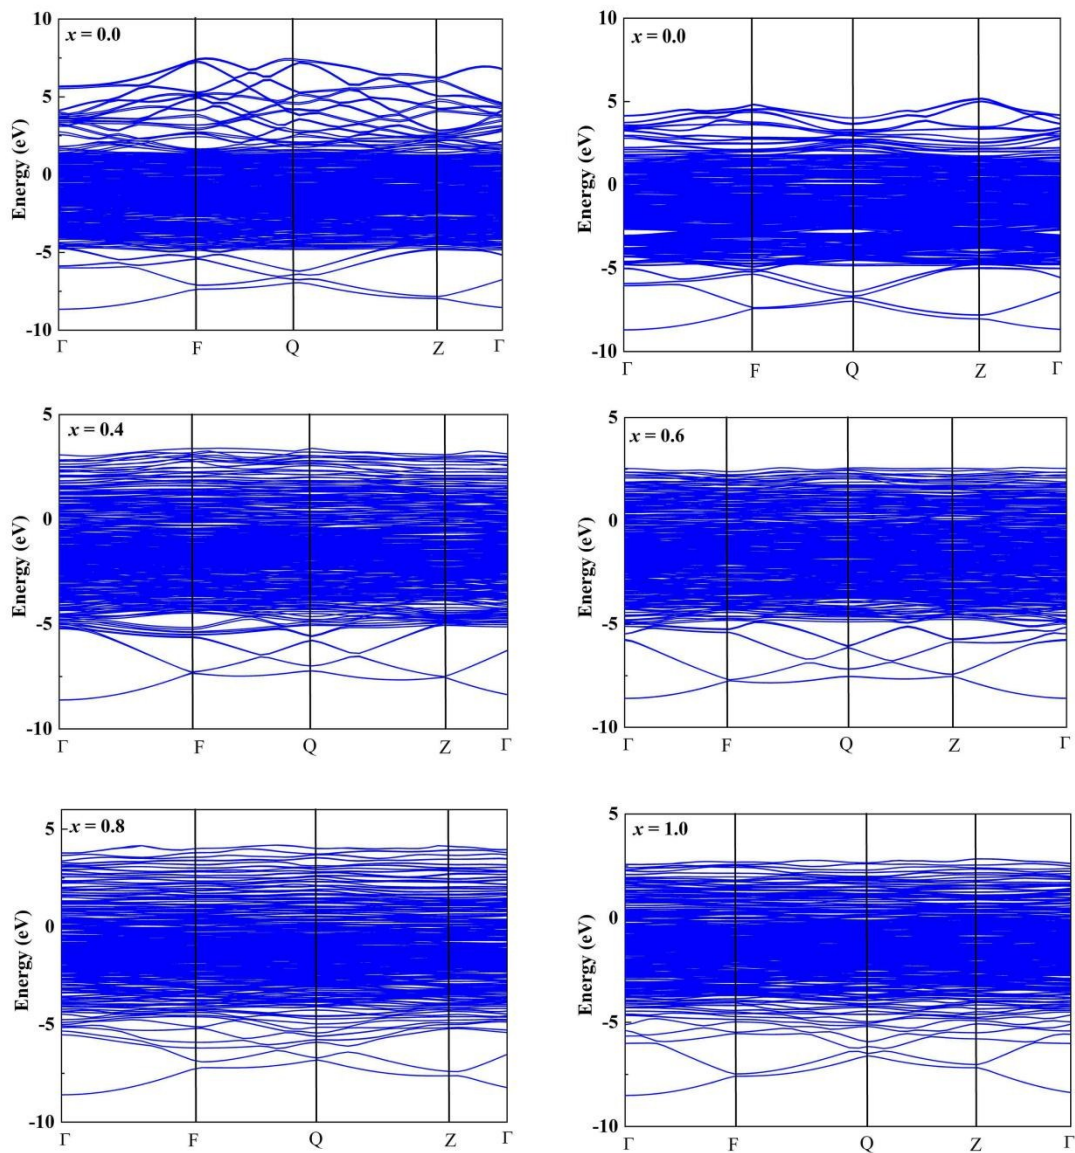 x = 0.0
10
5
0
-5
-10
Energy (eV)
Γ F Q Z Γ
x = 0.0
10
5
0
-5
-10
Energy (eV)
Γ F Q Z Γ
x = 0.4
5
0
-5
-10
Energy (eV)
Γ F Q Z Γ
x = 0.6
5
0
-5
-10
Energy (eV)
Γ F Q Z Γ
x = 0.8
5
0
-5
-10
Energy (eV)
Γ F Q Z Γ
x = 1.0
5
0
-5
-10
Energy (eV)
Γ F Q Z Γ